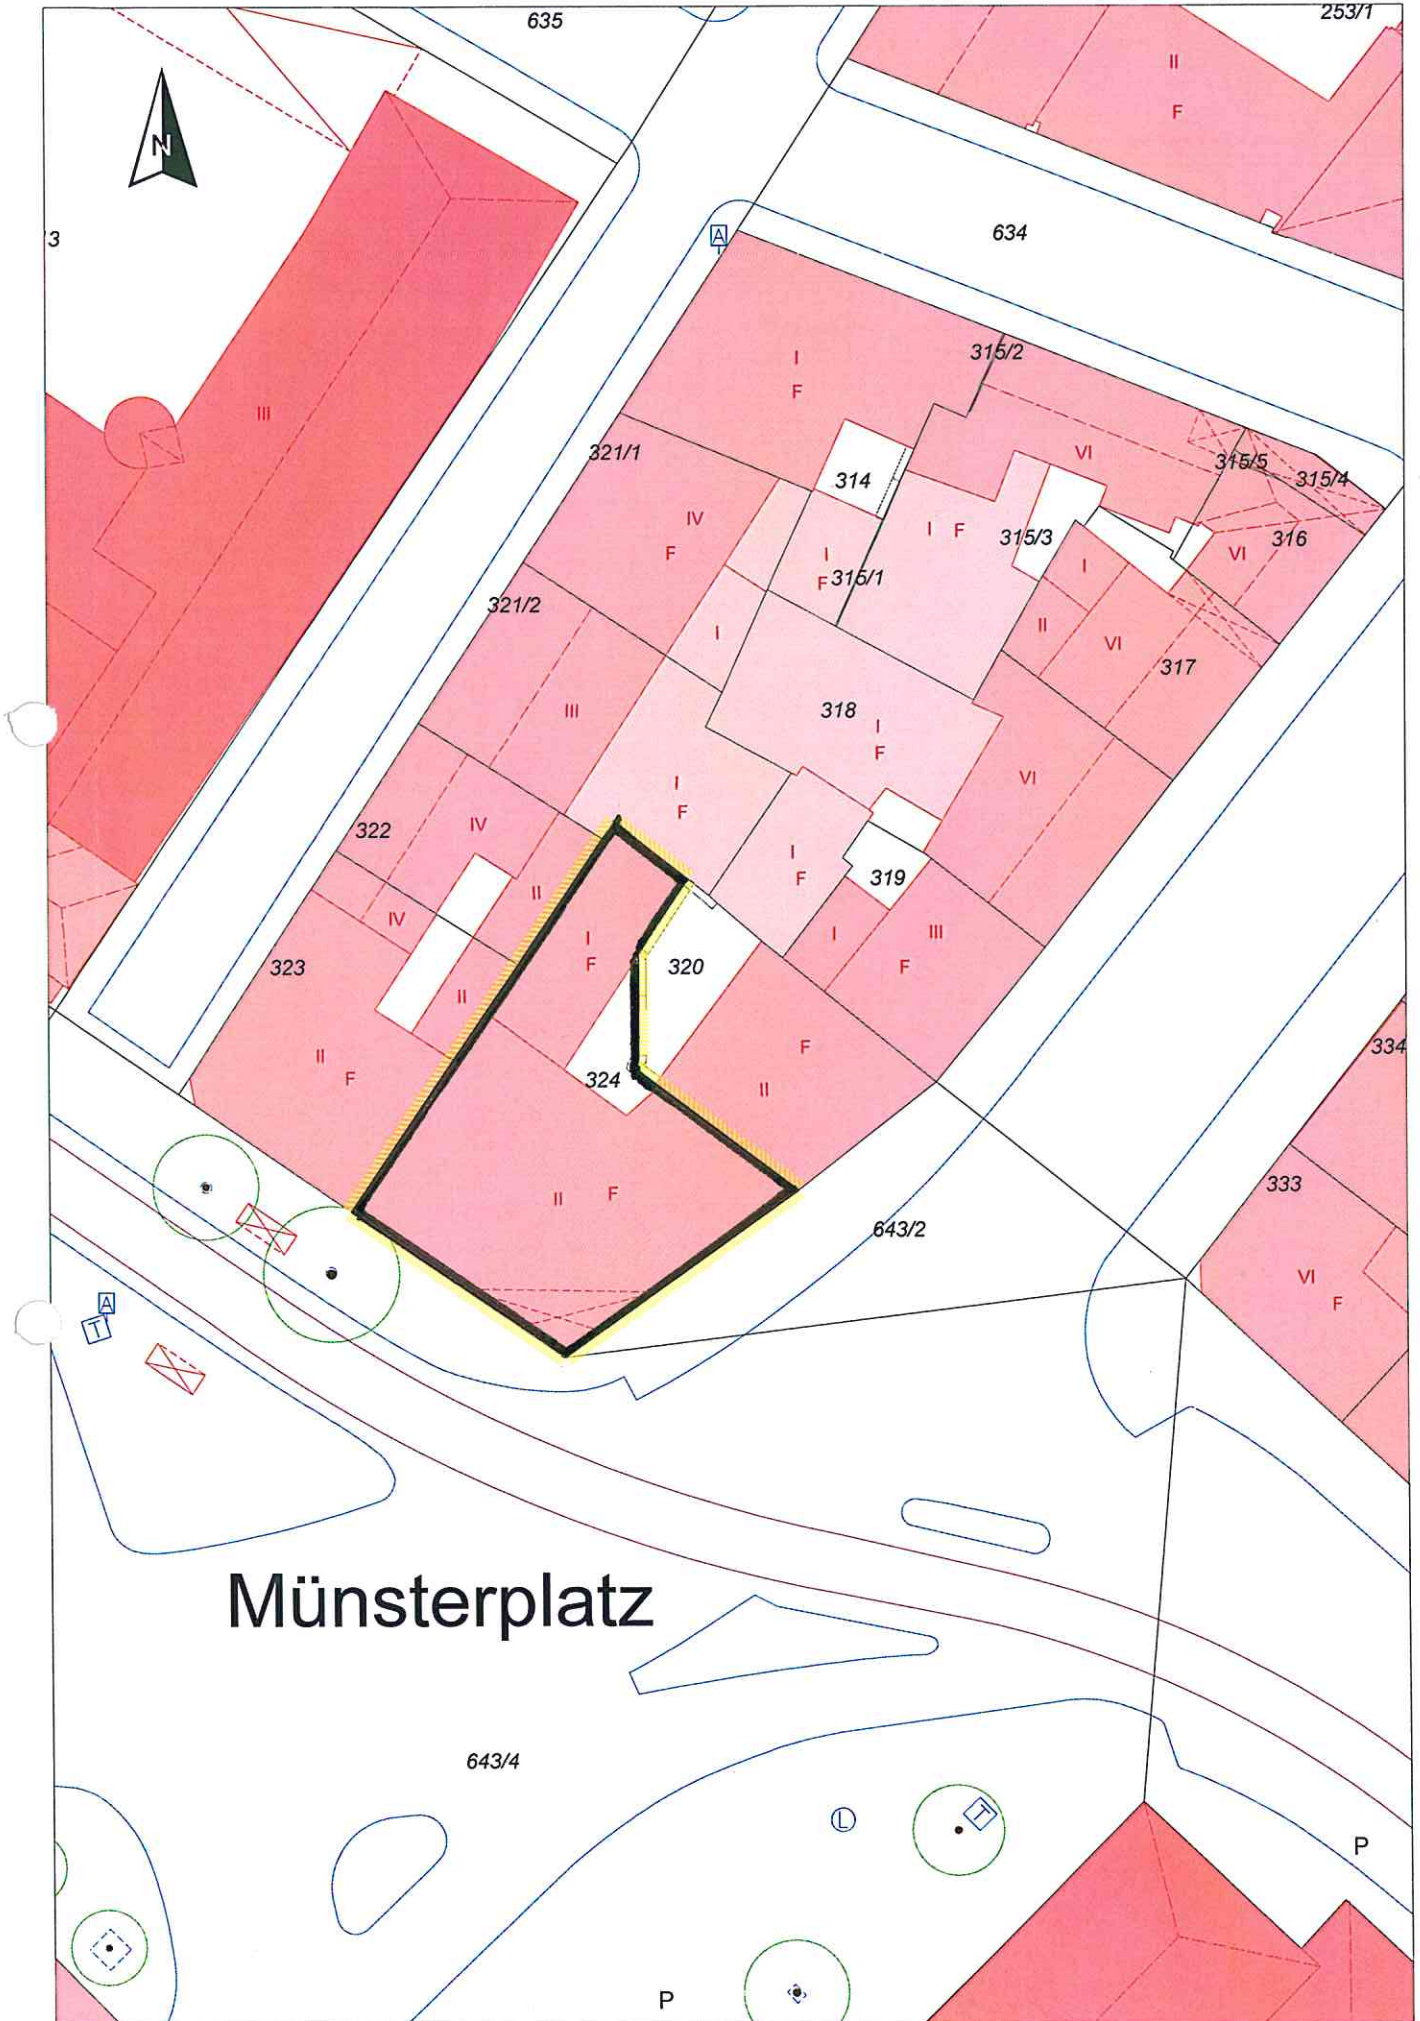 635
253/1
II
F
N
3
A
634
III
I
F
315/2
321/1
314
VI
315/5
315/4
IV
F
I F
315/3
316
VI
I
F
315/1
I
321/2
I
II
VI
317
III
318
I
F
VI
I
F
322
IV
I
F
319
II
IV
I
F
I
III
F
323
320
II
II
F
324
F
II
334
II F
333
643/2
VI
F
A
T
Münsterplatz
643/4
L
T
P
P